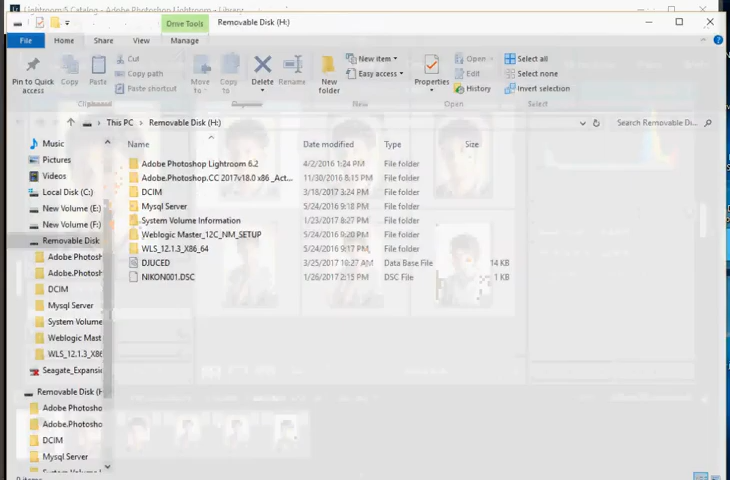 Lightroom 5 Catalog - Adobe Photoshop Lightroom - Library
Drive Tools
Removable Disk (H:)
File
Home
Share
View
Manage
Pin to Quick access
Copy
Paste
Cut
Copy path
Paste shortcut
Clipboard
Move to
Copy to
Delete
Rename
Organize
New folder
New item
Easy access
New
Properties
Open
Edit
History
Open
Select all
Select none
Invert selection
Select
This PC > Removable Disk (H:)
Search Removable Di...
Name
Date modified
Type
Size
Adobe Photoshop Lightroom 6.2 4/2/2016 1:24 PM File folder
Adobe.Photoshop.CC 2017v18.0 x86 _Act... 11/30/2016 8:15 PM File folder
DCIM 3/18/2017 3:24 PM File folder
Mysql Server 5/24/2016 9:18 PM File folder
System Volume Information 1/23/2017 8:27 PM File folder
Weblogic Master_12C_NM_SETUP 5/24/2016 9:20 PM File folder
WLS_12.1.3_X86_64 5/24/2016 9:17 PM File folder
DJUCED 3/25/2017 10:27 AM Data Base File 14 KB
NIKON001.DSC 1/26/2017 2:15 PM DSC File 1 KB
Music
Pictures
Videos
Local Disk (C:)
New Volume (E:)
New Volume (F:)
Removable Disk
Adobe Photosh
Adobe.Photosh
DCIM
Mysql Server
System Volume
Weblogic Mast
WLS_12.1.3_X86
Seagate_Expansi
Removable Disk (H
Adobe Photosho
Adobe.Photosho
DCIM
Mysql Server
System Volume
9 items